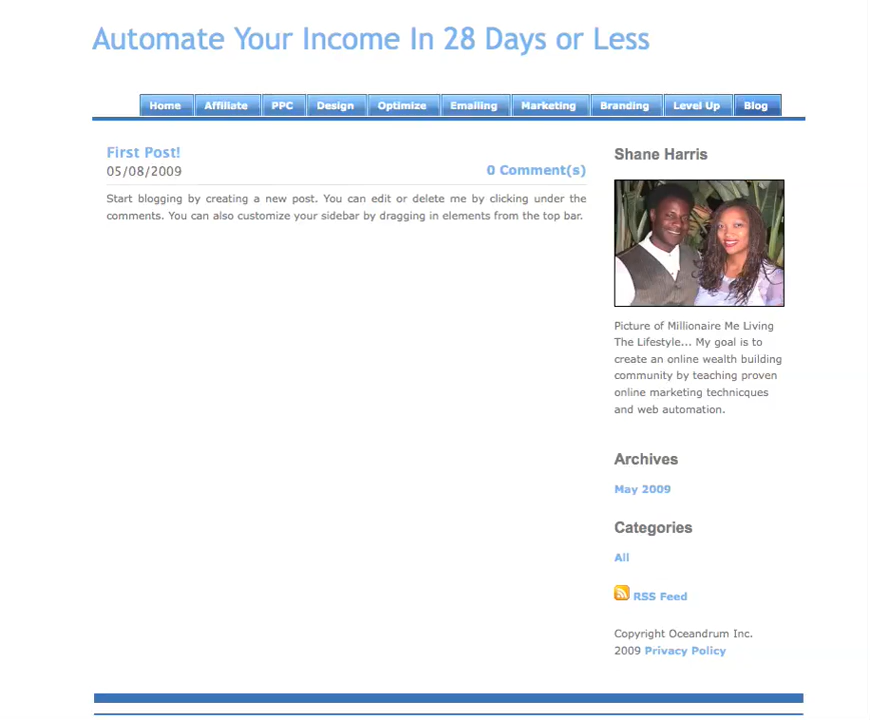 Automate Your Income In 28 Days or Less
Home Affiliate PPC Design Optimize Emailing Marketing Branding Level Up Blog
First Post!
05/08/2009
0 Comment(s)
Start blogging by creating a new post. You can edit or delete me by clicking under the
comments. You can also customize your sidebar by dragging in elements from the top bar.
Shane Harris
Picture of Millionaire Me Living
The Lifestyle... My goal is to
create an online wealth building
community by teaching proven
online marketing technicques
and web automation.
Archives
May 2009
Categories
All
RSS Feed
Copyright Oceandrum Inc.
2009 Privacy Policy